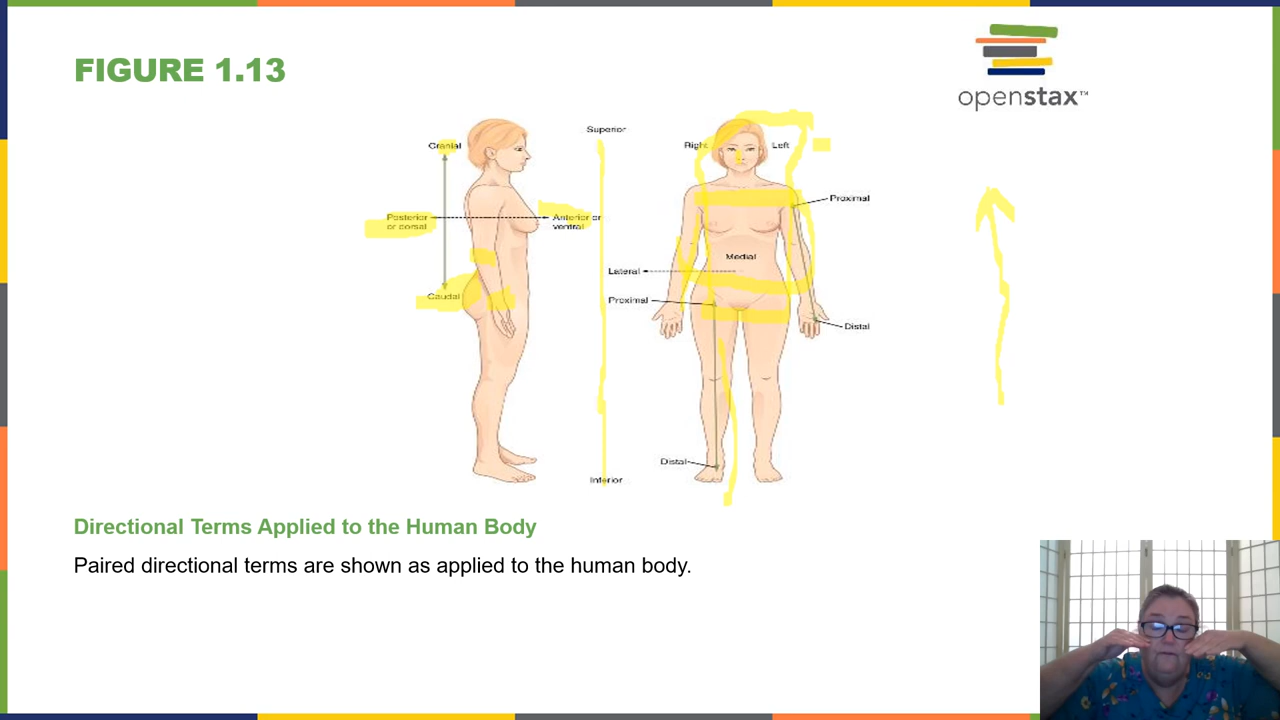 FIGURE 1.13
openstax™
Cranial
Superior
Right
Left
Posterior
or dorsal
Anterior or
ventral
Proximal
Medial
Lateral
Caudal
Proximal
Distal
Distal
Inferior
Directional Terms Applied to the Human Body
Paired directional terms are shown as applied to the human body.